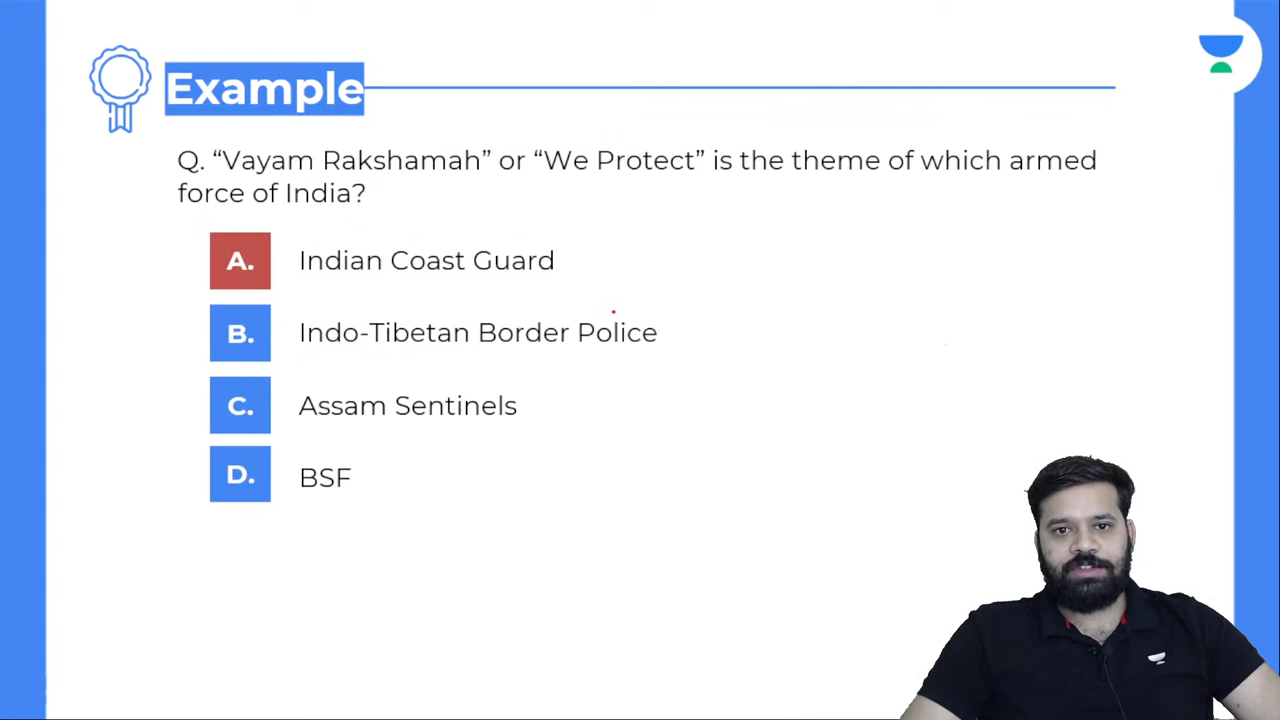 Example
Q. “Vayam Rakshamah” or “We Protect” is the theme of which armed
force of India?
A. Indian Coast Guard
B. Indo-Tibetan Border Police
C. Assam Sentinels
D. BSF